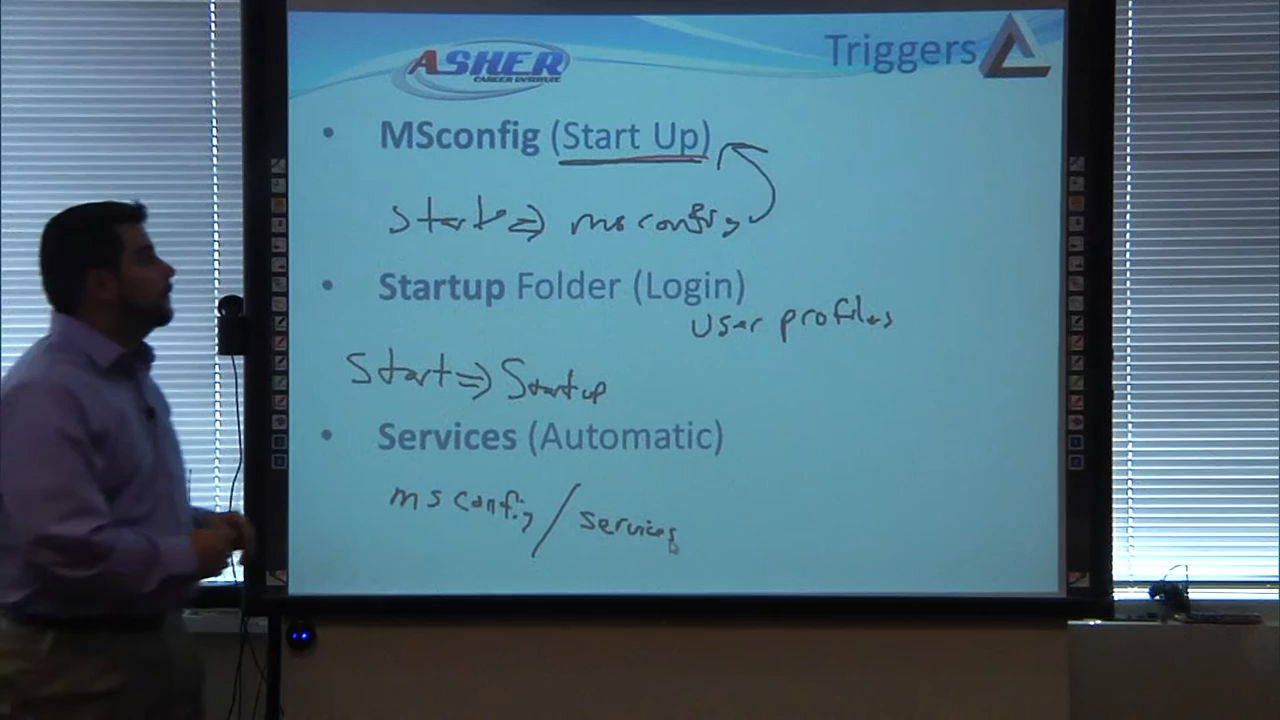 ASHER
CAREER INSTITUTE
Triggers
• MSconfig (Start Up)
Start => msconfig
• Startup Folder (Login)
User profiles
Start => Startup
• Services (Automatic)
msconfig / services